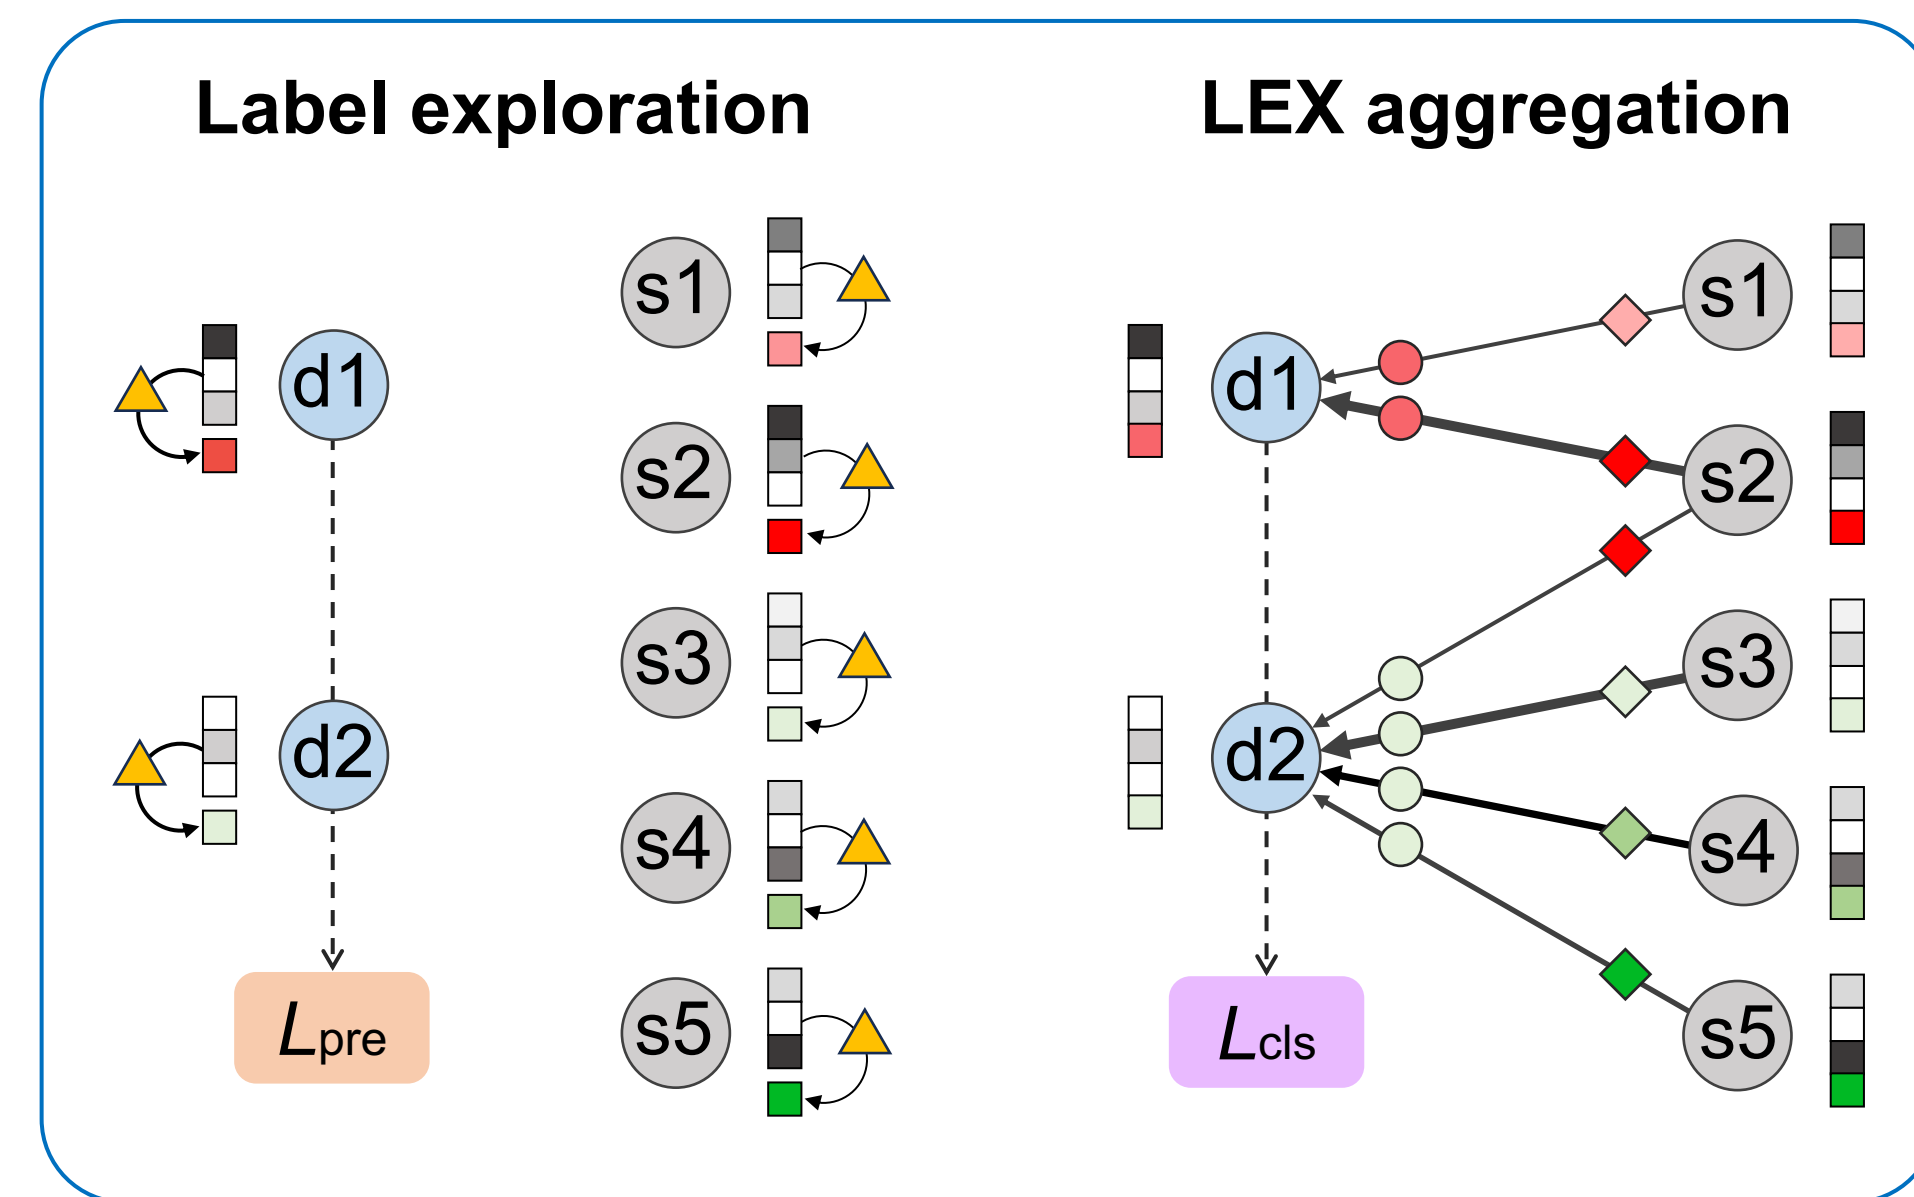 Label exploration
LEX aggregation
s1
d1
s2
s3
d2
s4
s5
Lpre
s1
d1
s2
s3
d2
s4
s5
Lcls